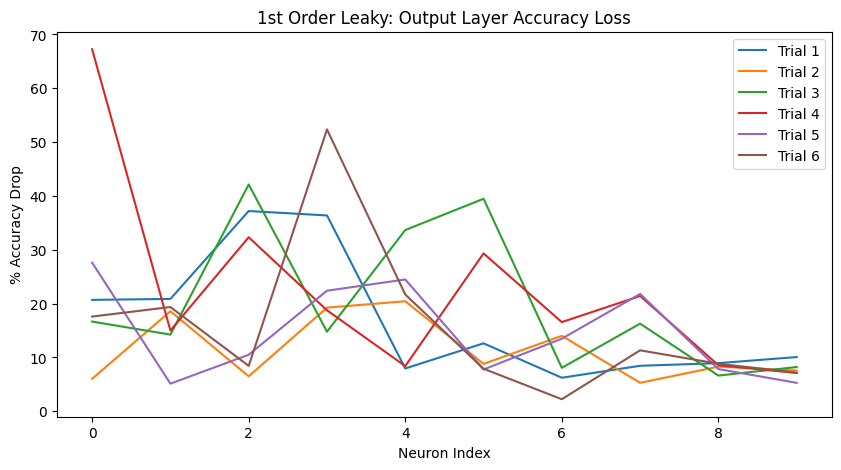 1st Order Leaky: Output Layer Accuracy Loss
70
60
50
40
30
20
10
0
% Accuracy Drop
0 2 4 6 8
Neuron Index
Trial 1
Trial 2
Trial 3
Trial 4
Trial 5
Trial 6